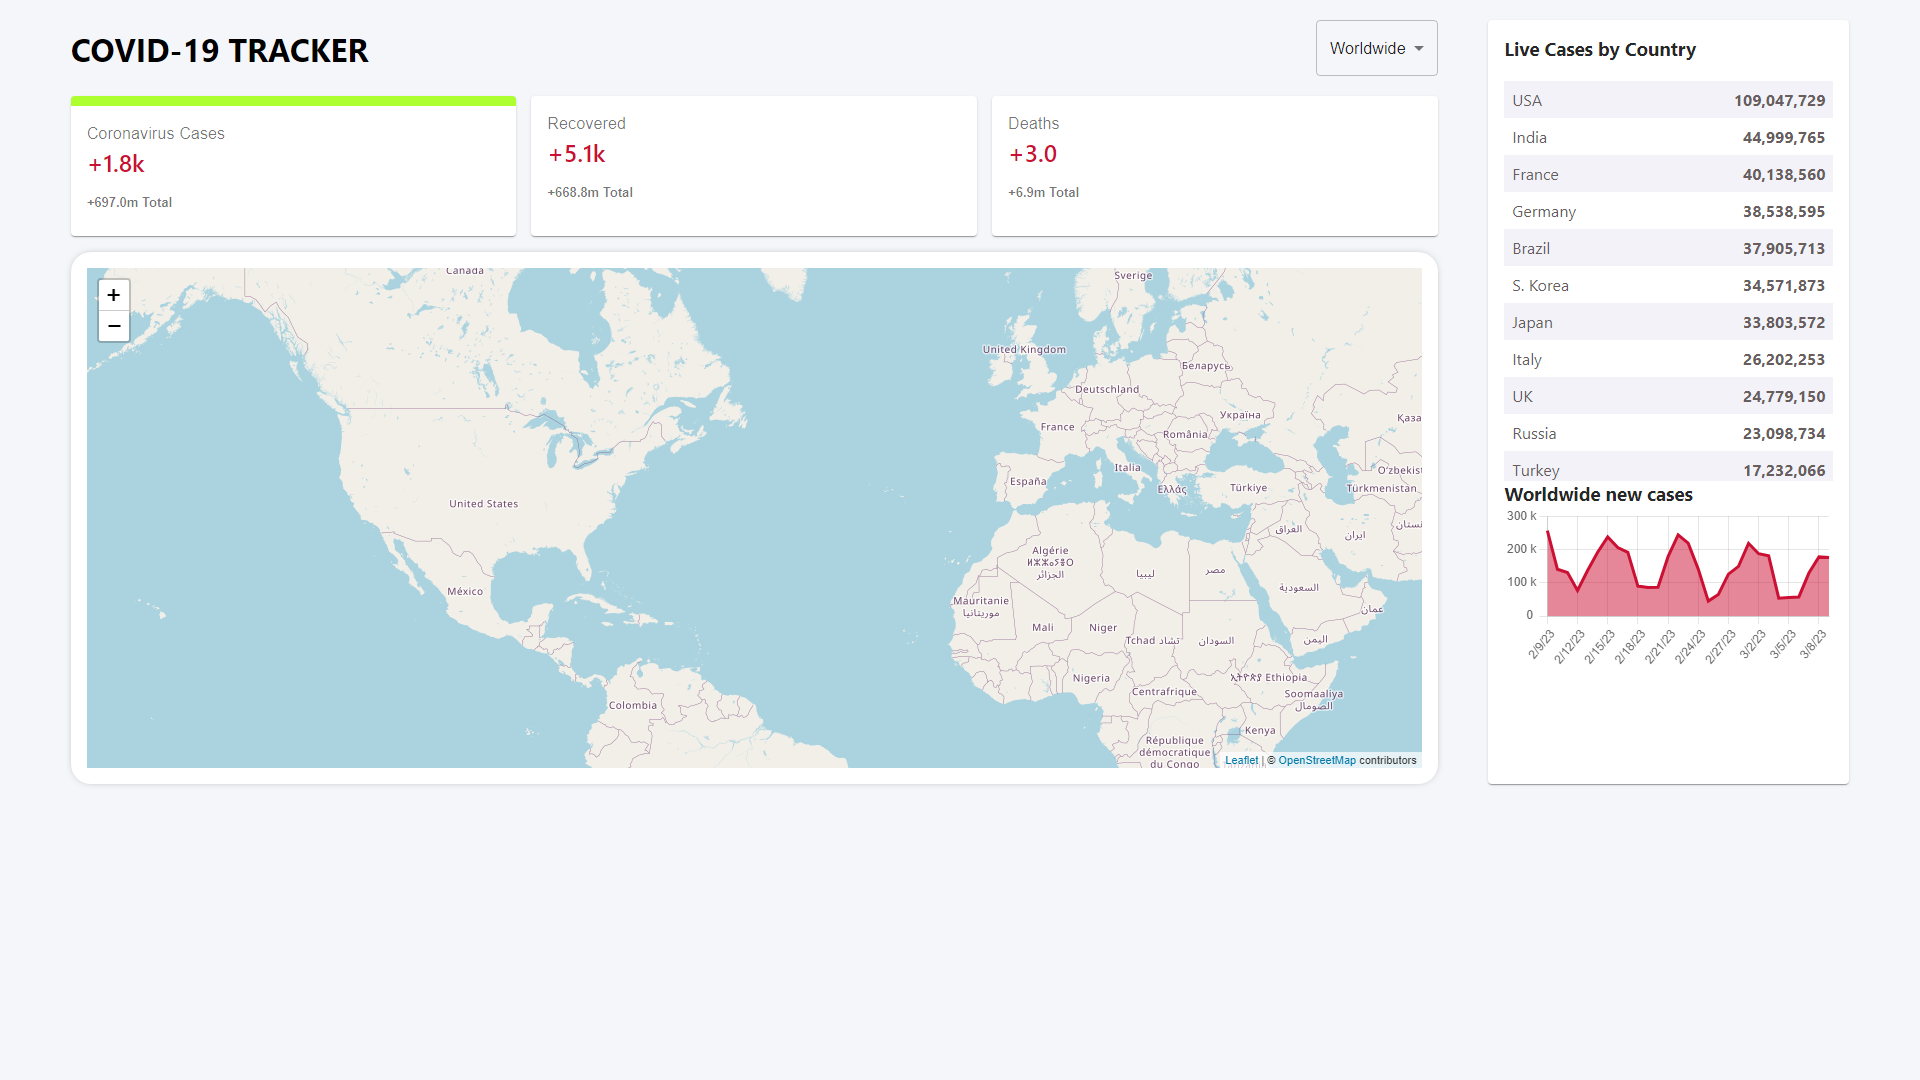 COVID-19 TRACKER
Worldwide
Coronavirus Cases
+1.8k
+697.0m Total
Recovered
+5.1k
+668.8m Total
Deaths
+3.0
+6.9m Total
+
−
Canada
Sverige
United Kingdom
Беларусь
Deutschland
Україна
Қаза
France
România
Italia
O'zbekist
España
Ελλάς
Türkiye
Türkmenistan
United States
العراق
ایران
Algérie
ⵍⵣⵣⴰⵢⴻⵔ
الجزائر
ليبيا
مصر
السعودية
México
Mauritanie
موريتانيا
عمان
Mali
Niger
Tchad تشاد
السودان
اليمن
Nigeria
ኢትዮጵያ Ethiopia
Centrafrique
Soomaaliya
الصومال
Colombia
Kenya
République
démocratique
du Congo
Leaflet | © OpenStreetMap contributors
Live Cases by Country
USA 109,047,729
India 44,999,765
France 40,138,560
Germany 38,538,595
Brazil 37,905,713
S. Korea 34,571,873
Japan 33,803,572
Italy 26,202,253
UK 24,779,150
Russia 23,098,734
Turkey 17,232,066
Worldwide new cases
300 k
200 k
100 k
0
2/9/23 2/12/23 2/15/23 2/18/23 2/21/23 2/24/23 2/27/23 3/2/23 3/5/23 3/8/23